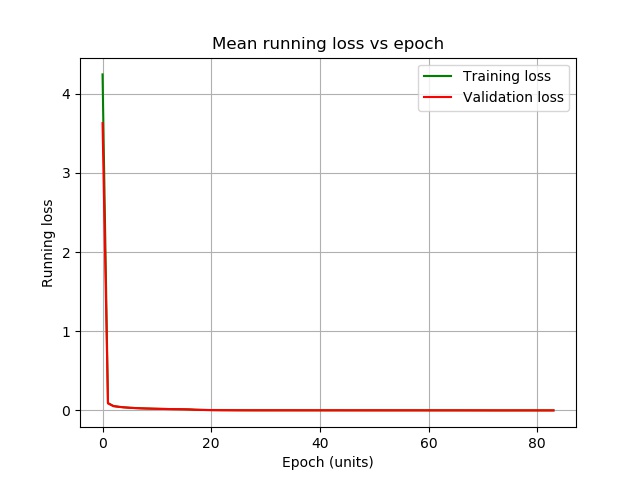 Mean running loss vs epoch
Training loss
Validation loss
4
3
2
1
0
Running loss
0 20 40 60 80
Epoch (units)